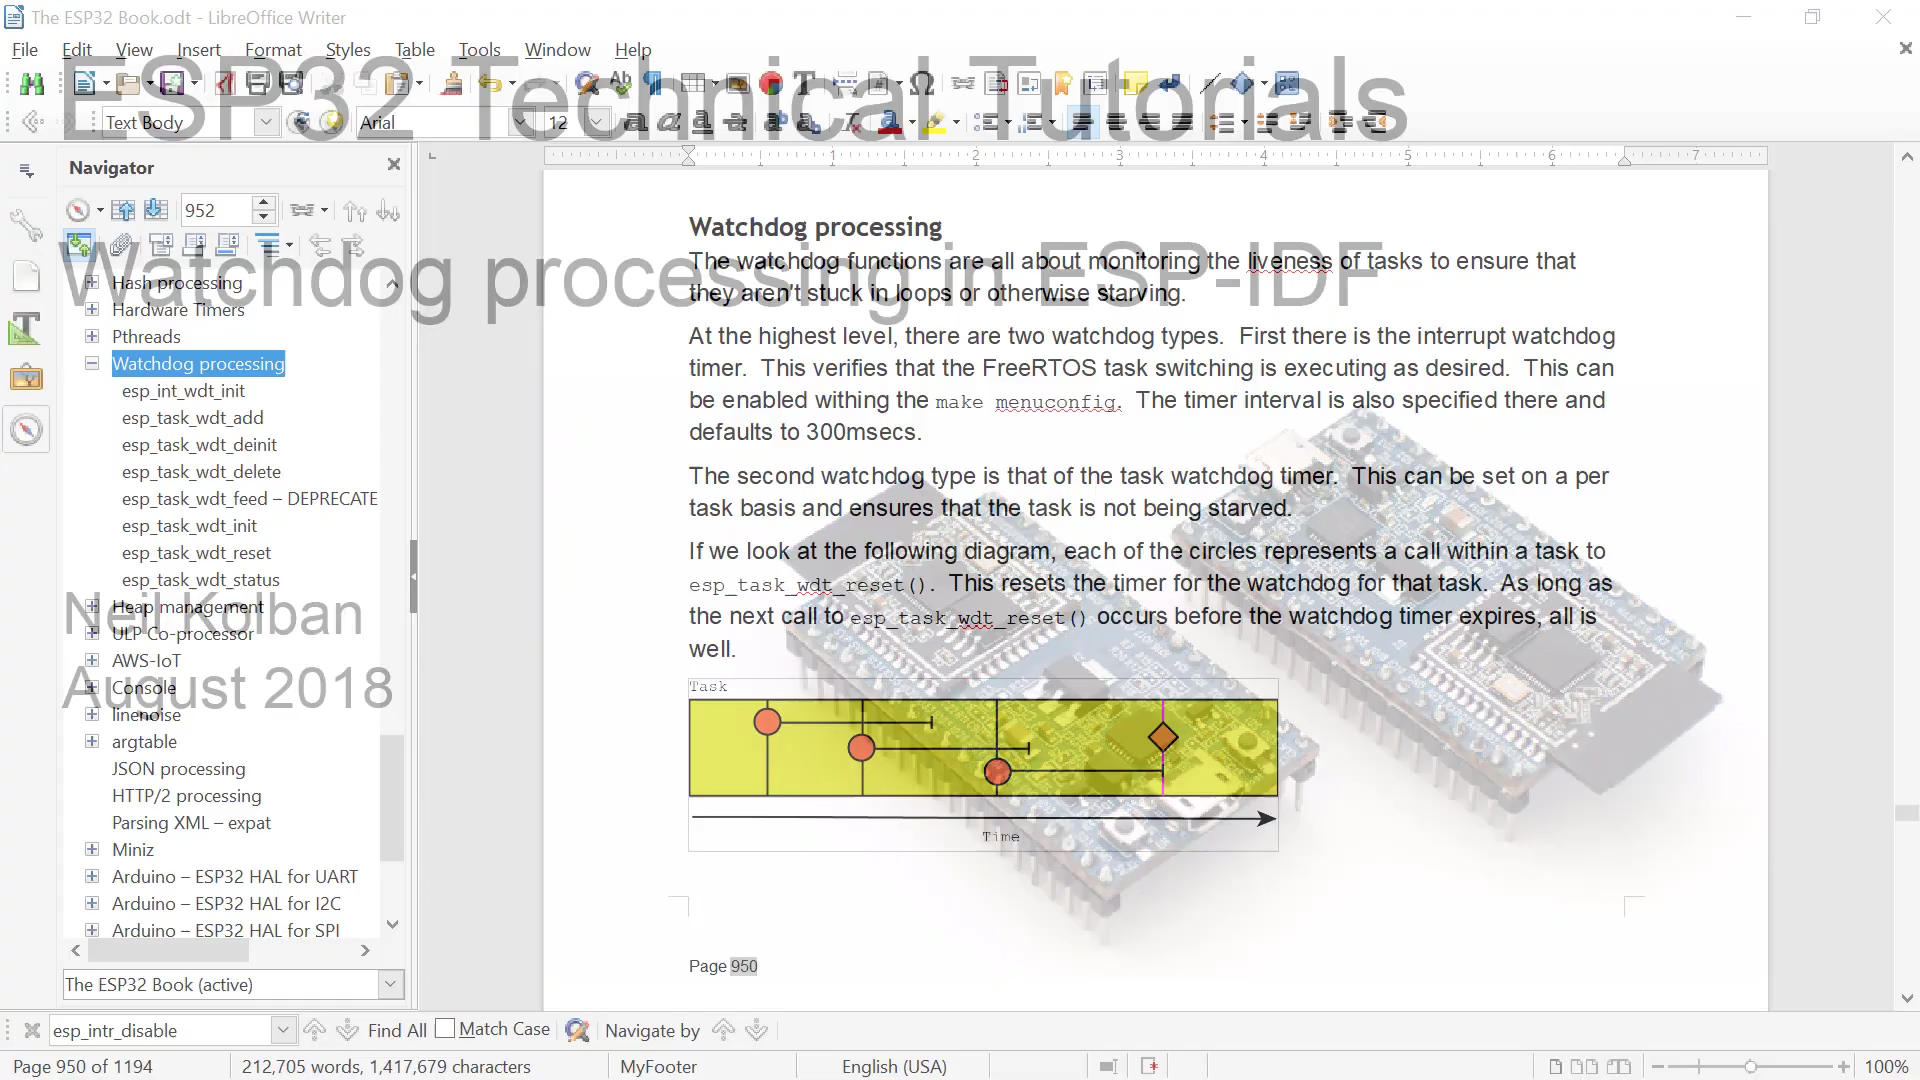 The ESP32 Book.odt - LibreOffice Writer
File Edit View Insert Format Styles Table Tools Window Help
ESP32 Technical Tutorials
Text Body Arial 12
Navigator
952
1 1 2 3 4 5 6 7
Watchdog processing in ESP-IDF
Hash processing
Hardware Timers
Pthreads
Watchdog processing
esp_int_wdt_init
esp_task_wdt_add
esp_task_wdt_deinit
esp_task_wdt_delete
esp_task_wdt_feed – DEPRECATE
esp_task_wdt_init
esp_task_wdt_reset
esp_task_wdt_status
Heap management
ULP Co-processor
AWS-IoT
Console
linenoise
argtable
JSON processing
HTTP/2 processing
Parsing XML – expat
Miniz
Arduino – ESP32 HAL for UART
Arduino – ESP32 HAL for I2C
Arduino – ESP32 HAL for SPI
The ESP32 Book (active)
Neil Kolban
August 2018
Watchdog processing
The watchdog functions are all about monitoring the liveness of tasks to ensure that
they aren't stuck in loops or otherwise starving.
At the highest level, there are two watchdog types. First there is the interrupt watchdog
timer. This verifies that the FreeRTOS task switching is executing as desired. This can
be enabled withing the make menuconfig. The timer interval is also specified there and
defaults to 300msecs.
The second watchdog type is that of the task watchdog timer. This can be set on a per
task basis and ensures that the task is not being starved.
If we look at the following diagram, each of the circles represents a call within a task to
esp_task_wdt_reset(). This resets the timer for the watchdog for that task. As long as
the next call to esp_task_wdt_reset() occurs before the watchdog timer expires, all is
well.
Task
Time
Page 950
esp_intr_disable Find All Match Case Navigate by
Page 950 of 1194 212,705 words, 1,417,679 characters MyFooter English (USA) 100%